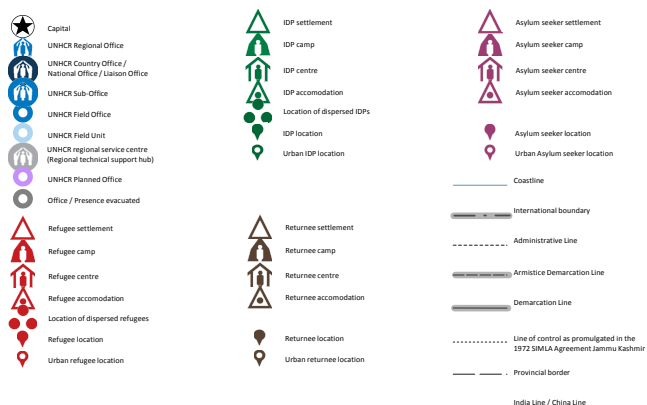 Capital
UNHCR Regional Office
UNHCR Country Office /
National Office / Liaison Office
UNHCR Sub-Office
UNHCR Field Office
UNHCR Field Unit
UNHCR regional service centre
(Regional technical support hub)
UNHCR Planned Office
Office / Presence evacuated
Refugee settlement
Refugee camp
Refugee centre
Refugee accomodation
Location of dispersed refugees
Refugee location
Urban refugee location
IDP settlement
IDP camp
IDP centre
IDP accomodation
Location of dispersed IDPs
IDP location
Urban IDP location
Returnee settlement
Returnee camp
Returnee centre
Returnee accomodation
Returnee location
Urban returnee location
Asylum seeker settlement
Asylum seeker camp
Asylum seeker centre
Asylum seeker accomodation
Asylum seeker location
Urban Asylum seeker location
Coastline
International boundary
Administrative Line
Armistice Demarcation Line
Demarcation Line
Line of control as promulgated in the
1972 SIMLA Agreement Jammu Kashmir
Provincial border
India Line / China Line